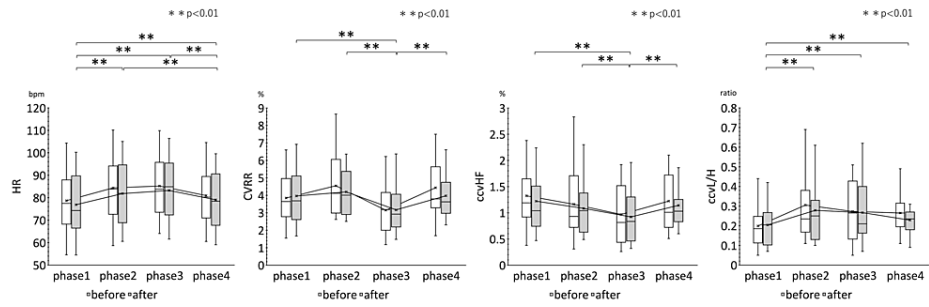 **p<0.01
**
** **
** **
bpm
HR
120
110
100
90
80
70
60
50
phase1 phase2 phase3 phase4
before after
**p<0.01
**
** **
%
CVRR
9
8
7
6
5
4
3
2
1
0
phase1 phase2 phase3 phase4
before after
**p<0.01
**
** **
%
ccvHF
3
2.5
2
1.5
1
0.5
0
phase1 phase2 phase3 phase4
before after
**p<0.01
**
**
**
ratio
ccvL/H
0.8
0.7
0.6
0.5
0.4
0.3
0.2
0.1
0
phase1 phase2 phase3 phase4
before after